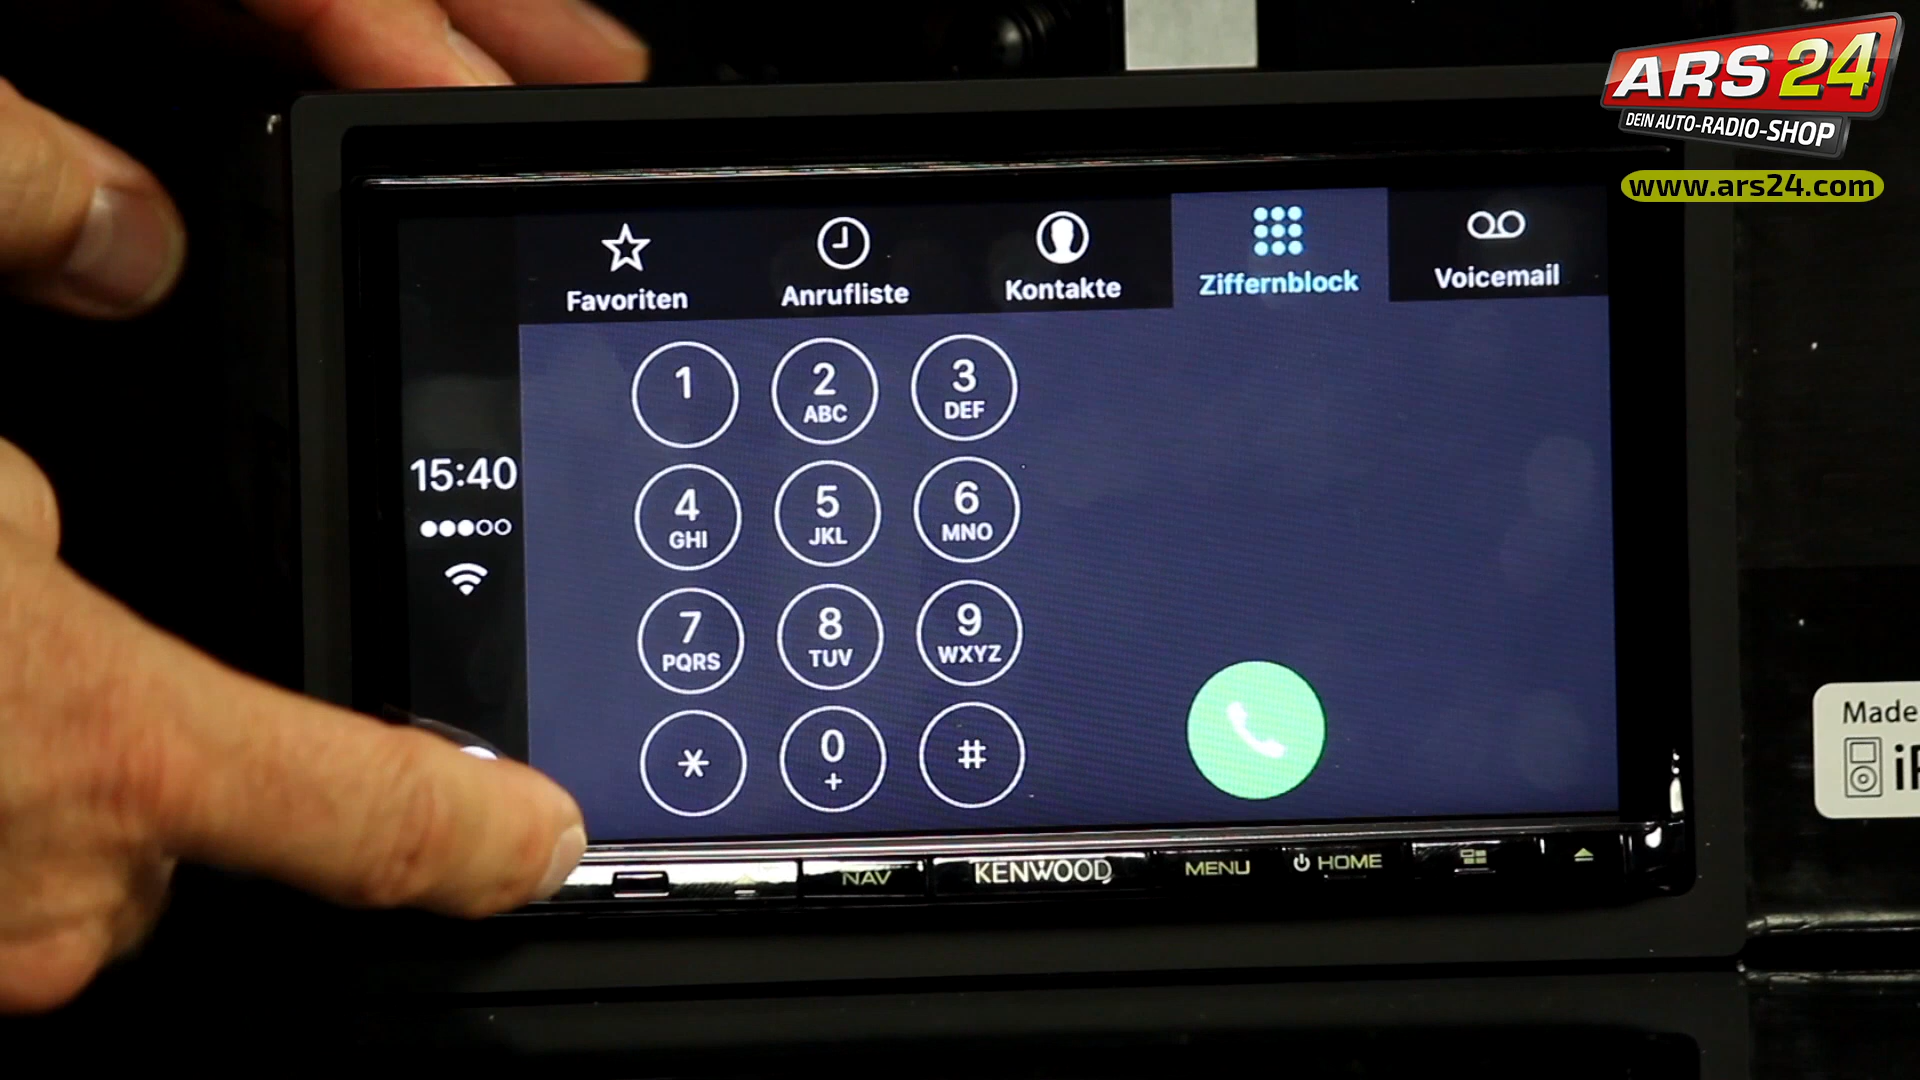 ARS 24
DEIN AUTO-RADIO-SHOP
www.ars24.com
Favoriten
Anrufliste
Kontakte
Ziffernblock
Voicemail
15:40
1
2
ABC
3
DEF
4
GHI
5
JKL
6
MNO
7
PQRS
8
TUV
9
WXYZ
*
0
+
#
NAV
KENWOOD
MENU
HOME
Made